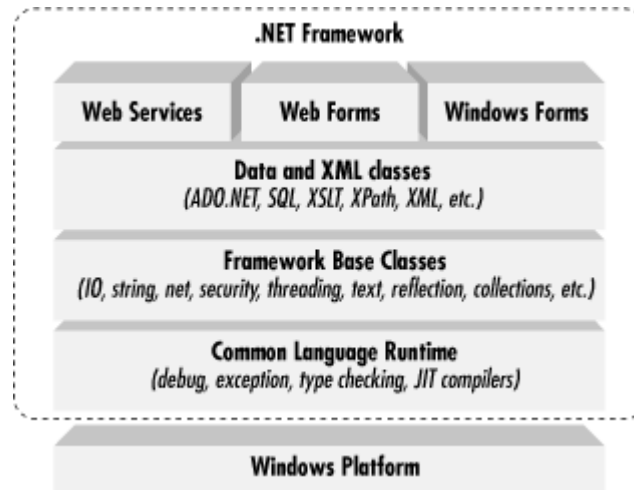 .NET Framework
Web Services
Web Forms
Windows Forms
Data and XML classes
(ADO.NET, SQL, XSLT, XPath, XML, etc.)
Framework Base Classes
(IO, string, net, security, threading, text, reflection, collections, etc.)
Common Language Runtime
(debug, exception, type checking, JIT compilers)
Windows Platform